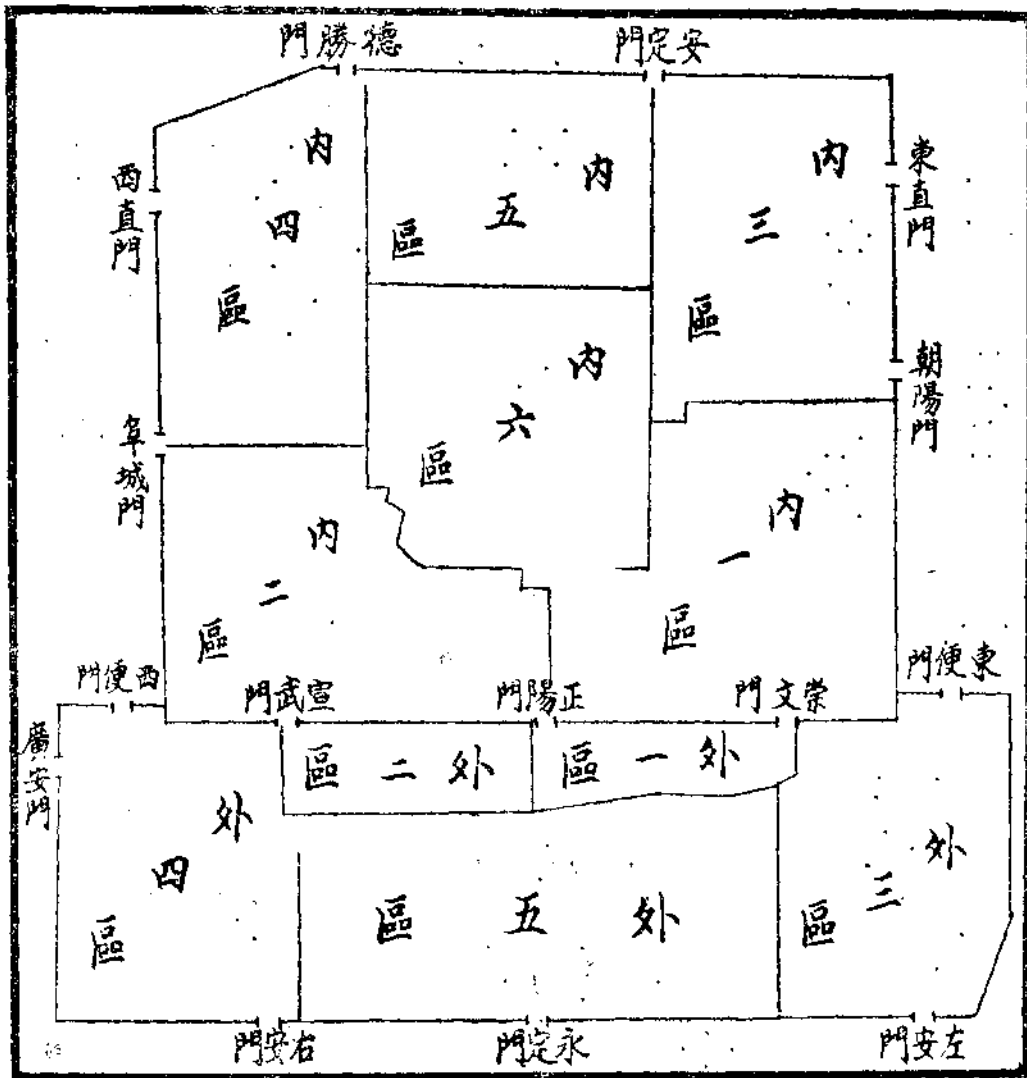 德勝門
安定門
東直門
朝陽門
西直門
阜城門
內三區
內五區
內四區
內六區
內一區
內二區
東便門
西便門
崇文門
正陽門
宣武門
廣安門
外一區
外二區
外三區
外五區
外四區
左安門
永定門
右安門